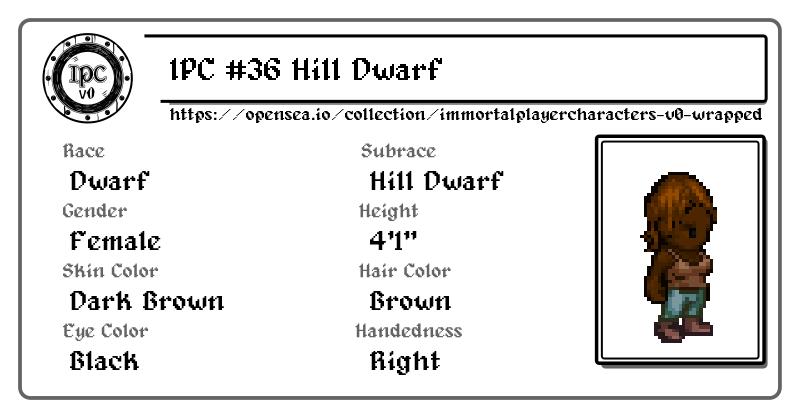 IPC
v0
IPC #36 Hill Dwarf
https://opensea.io/collection/immortalplayercharacters-v0-wrapped
Race
Dwarf
Subrace
Hill Dwarf
Gender
Female
Height
4'1"
Skin Color
Dark Brown
Hair Color
Brown
Eye Color
Black
Handedness
Right